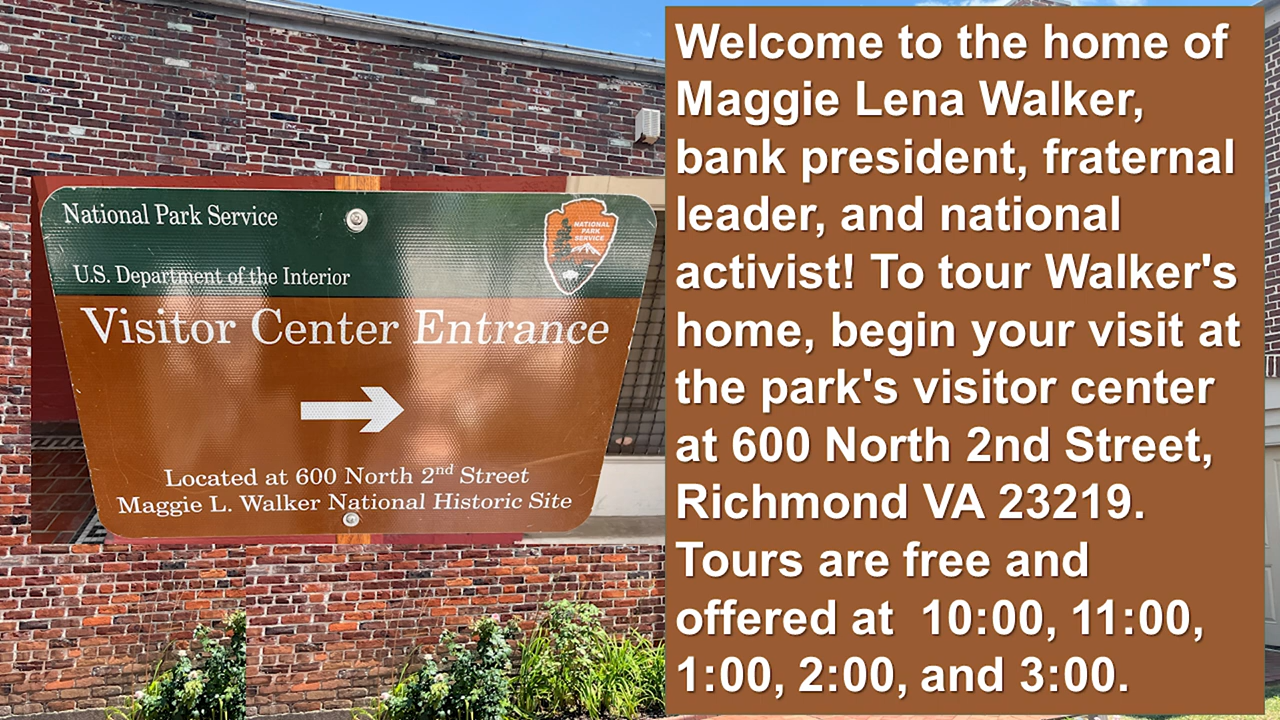 National Park Service
NATIONAL
PARK
SERVICE
U.S. Department of the Interior
Visitor Center Entrance
Located at 600 North 2nd Street
Maggie L. Walker National Historic Site
Welcome to the home of
Maggie Lena Walker,
bank president, fraternal
leader, and national
activist! To tour Walker's
home, begin your visit at
the park's visitor center
at 600 North 2nd Street,
Richmond VA 23219.
Tours are free and
offered at 10:00, 11:00,
1:00, 2:00, and 3:00.